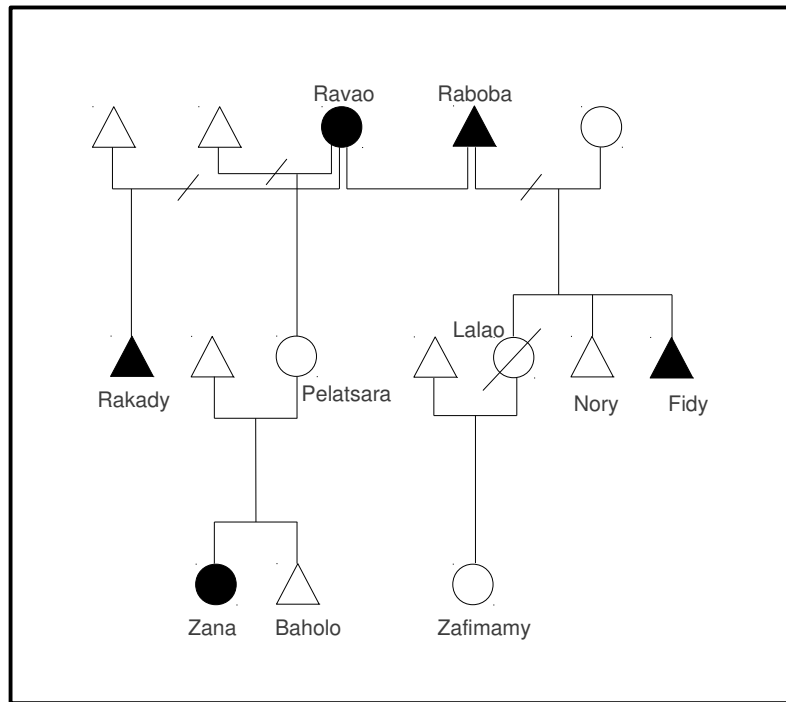 Ravao
Raboba
Lalao
Rakady
Pelatsara
Nory
Fidy
Zana
Baholo
Zafimamy